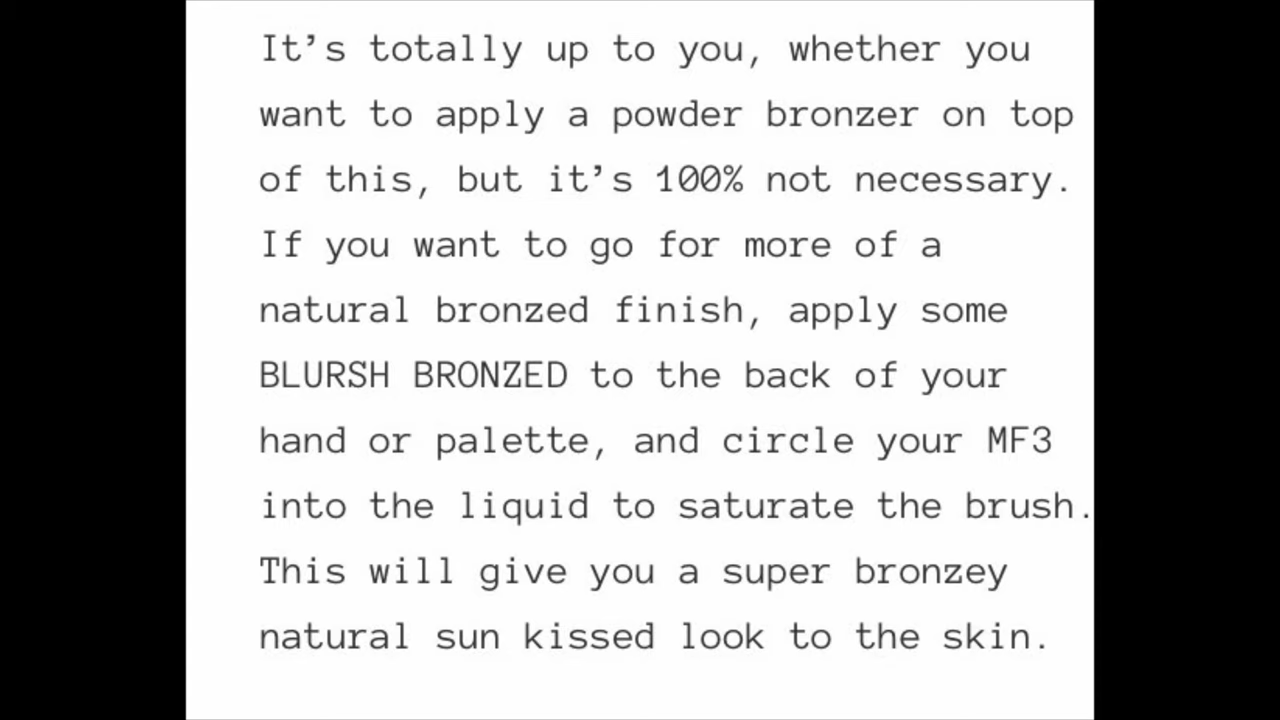 It’s totally up to you, whether you
want to apply a powder bronzer on top
of this, but it’s 100% not necessary.
If you want to go for more of a
natural bronzed finish, apply some
BLURSH BRONZED to the back of your
hand or palette, and circle your MF3
into the liquid to saturate the brush.
This will give you a super bronzey
natural sun kissed look to the skin.